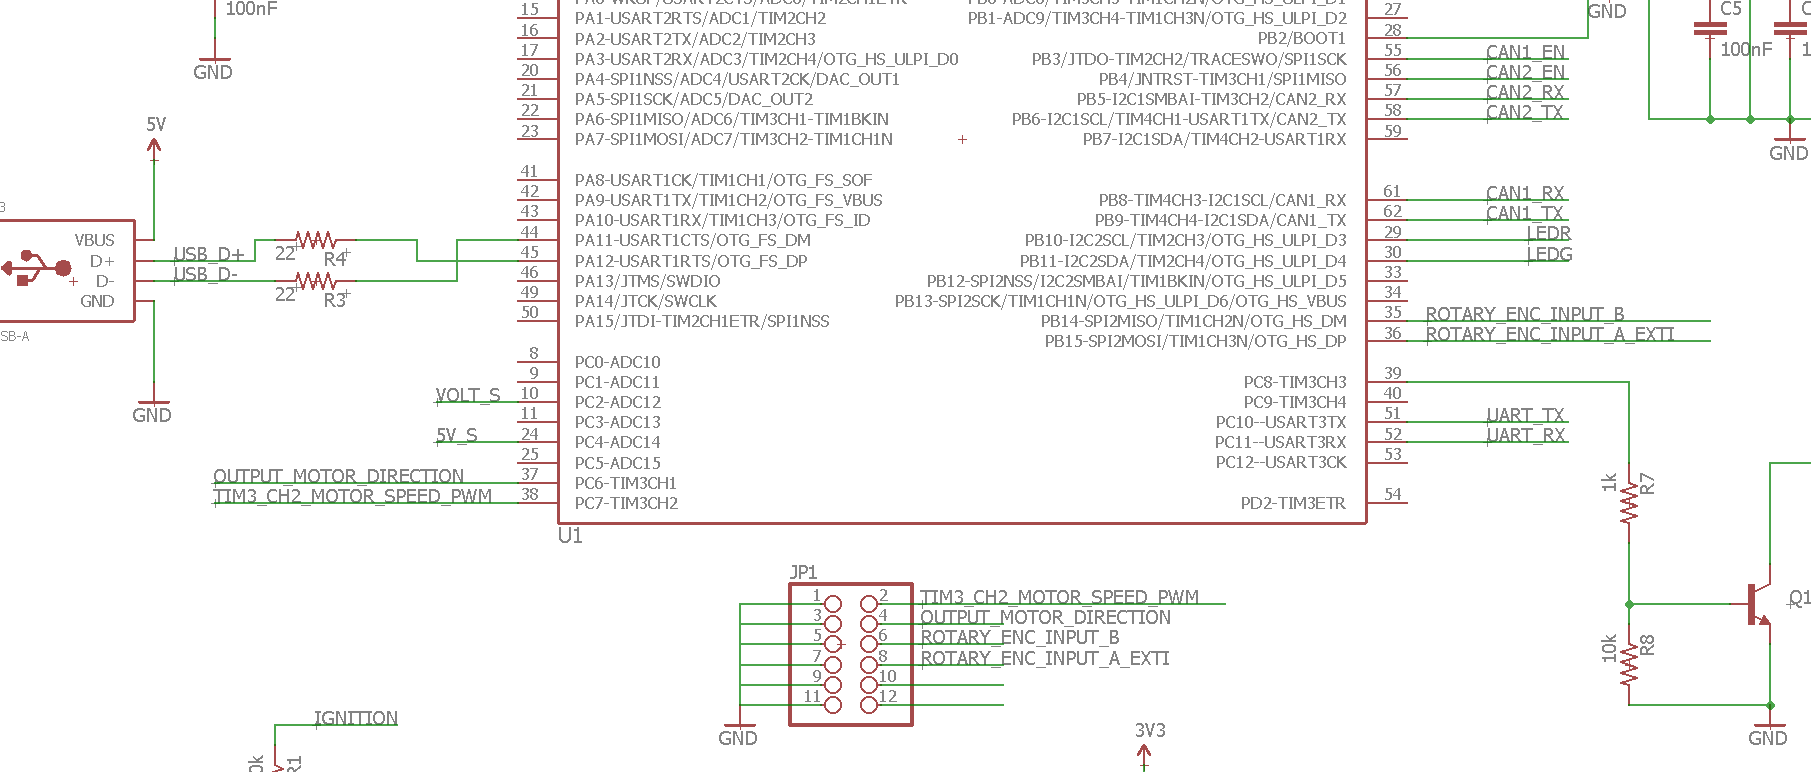 100nF
GND
15
PA1-USART2RTS/ADC1/TIM2CH2
16
PA2-USART2TX/ADC2/TIM2CH3
17
PA3-USART2RX/ADC3/TIM2CH4/OTG_HS_ULPI_D0
20
PA4-SPI1NSS/ADC4/USART2CK/DAC_OUT1
21
PA5-SPI1SCK/ADC5/DAC_OUT2
22
PA6-SPI1MISO/ADC6/TIM3CH1-TIM1BKIN
23
PA7-SPI1MOSI/ADC7/TIM3CH2-TIM1CH1N
41
PA8-USART1CK/TIM1CH1/OTG_FS_SOF
42
PA9-USART1TX/TIM1CH2/OTG_FS_VBUS
43
PA10-USART1RX/TIM1CH3/OTG_FS_ID
44
PA11-USART1CTS/OTG_FS_DM
45
PA12-USART1RTS/OTG_FS_DP
46
PA13/JTMS/SWDIO
49
PA14/JTCK/SWCLK
50
PA15/JTDI-TIM2CH1ETR/SPI1NSS
8
PC0-ADC10
9
PC1-ADC11
VOLT_S
10
PC2-ADC12
11
PC3-ADC13
5V_S
24
PC4-ADC14
25
PC5-ADC15
OUTPUT_MOTOR_DIRECTION
37
PC6-TIM3CH1
TIM3_CH2_MOTOR_SPEED_PWM
38
PC7-TIM3CH2
U1
27
PB1-ADC9/TIM3CH4-TIM1CH3N/OTG_HS_ULPI_D2
28
PB2/BOOT1
GND
55
PB3/JTDO-TIM2CH2/TRACESWO/SPI1SCK
CAN1_EN
56
PB4/JNTRST-TIM3CH1/SPI1MISO
CAN2_EN
57
PB5-I2C1SMBAI-TIM3CH2/CAN2_RX
CAN2_RX
58
PB6-I2C1SCL/TIM4CH1-USART1TX/CAN2_TX
CAN2_TX
59
PB7-I2C1SDA/TIM4CH2-USART1RX
61
PB8-TIM4CH3-I2C1SCL/CAN1_RX
CAN1_RX
62
PB9-TIM4CH4-I2C1SDA/CAN1_TX
CAN1_TX
29
PB10-I2C2SCL/TIM2CH3/OTG_HS_ULPI_D3
LEDR
30
PB11-I2C2SDA/TIM2CH4/OTG_HS_ULPI_D4
LEDG
33
PB12-SPI2NSS/I2C2SMBAI/TIM1BKIN/OTG_HS_ULPI_D5
34
PB13-SPI2SCK/TIM1CH1N/OTG_HS_ULPI_D6/OTG_HS_VBUS
35
PB14-SPI2MISO/TIM1CH2N/OTG_HS_DM
ROTARY_ENC_INPUT_B
36
PB15-SPI2MOSI/TIM1CH3N/OTG_HS_DP
ROTARY_ENC_INPUT_A_EXTI
39
PC8-TIM3CH3
40
PC9-TIM3CH4
51
PC10--USART3TX
UART_TX
52
PC11--USART3RX
UART_RX
53
PC12--USART3CK
54
PD2-TIM3ETR
C5
100nF
GND
5V
3
VBUS
D+
D-
GND
SB-A
USB_D+
USB_D-
22
R4
22
R3
GND
1k
R7
10k
R8
Q1
GND
JP1
1
2
TIM3_CH2_MOTOR_SPEED_PWM
3
4
OUTPUT_MOTOR_DIRECTION
5
6
ROTARY_ENC_INPUT_B
7
8
ROTARY_ENC_INPUT_A_EXTI
9
10
11
12
GND
3V3
IGNITION
R1